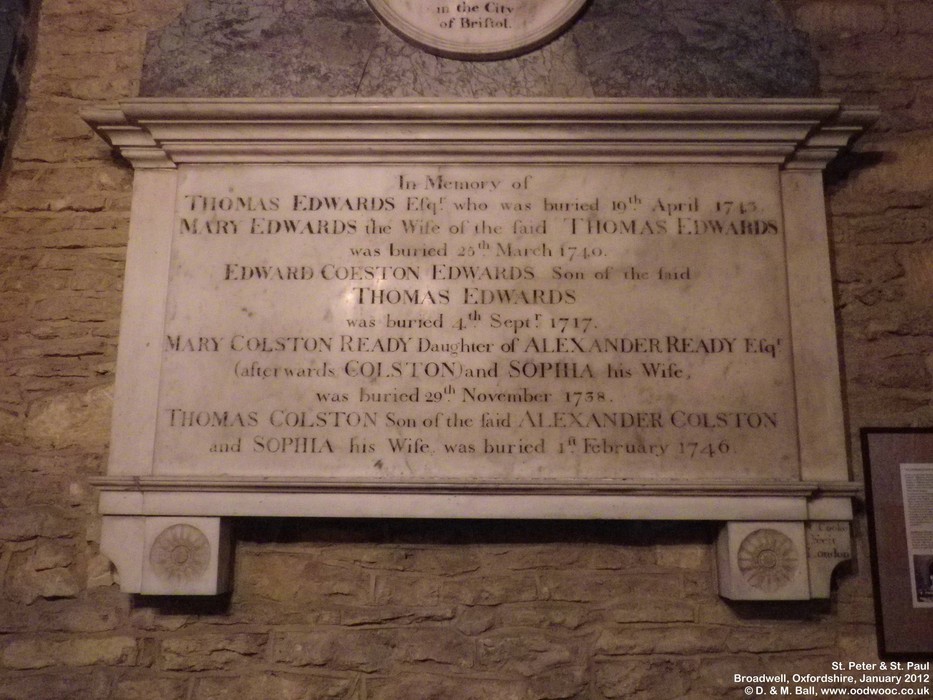 in the City
of Briſtol.
In Memory of
THOMAS EDWARDS Eſqr. who was buried 19th April 1743.
MARY EDWARDS the Wife of the ſaid THOMAS EDWARDS
was buried 25th March 1740.
EDWARD COLSTON EDWARDS Son of the ſaid
THOMAS EDWARDS
was buried 4th Septr 1717.
MARY COLSTON READY Daughter of ALEXANDER READY Eſqr
(afterwards COLSTON) and SOPHIA his Wife,
was buried 29th November 1738.
THOMAS COLSTON Son of the ſaid ALEXANDER COLSTON
and SOPHIA his Wife, was buried 1ſt February 1746.
London
St. Peter & St. Paul
Broadwell, Oxfordshire, January 2012
© D. & M. Ball, www.oodwooc.co.uk